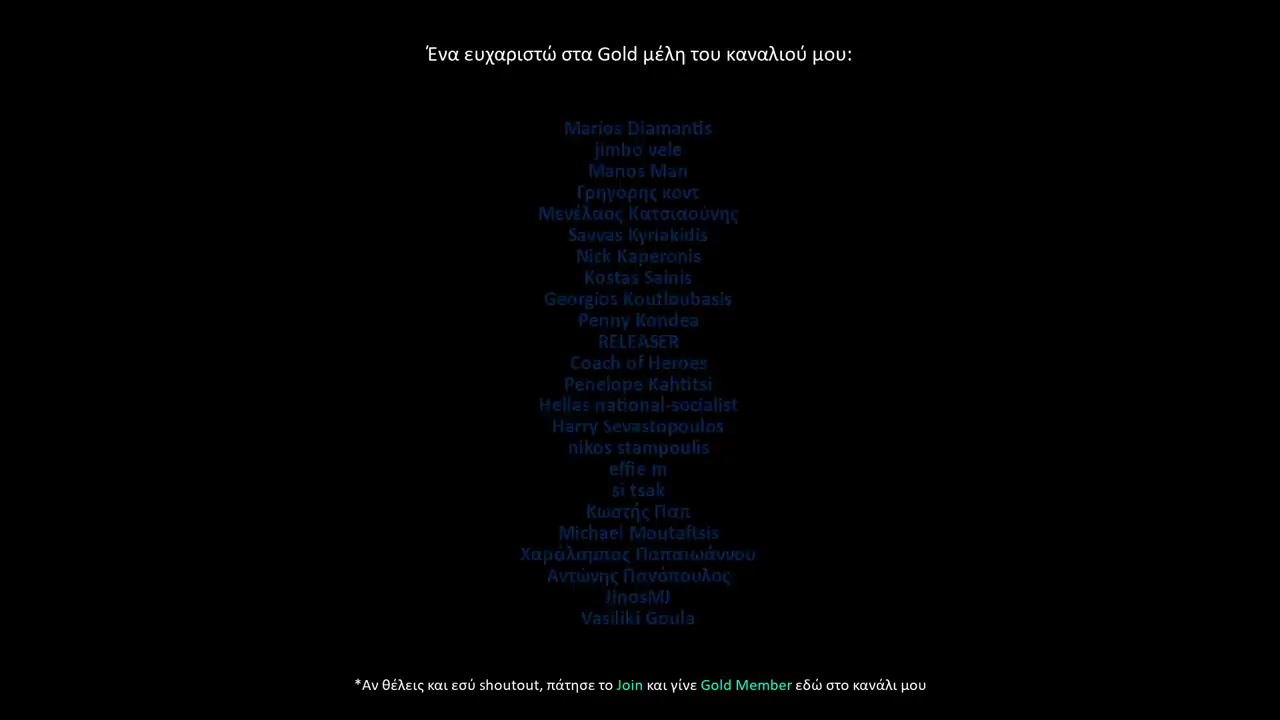 Ένα ευχαριστώ στα Gold μέλη του καναλιού μου:
Marios Diamantis
jimbo vele
Manos Man
Γρηγόρης κοντ
Μενέλαος Κατσιαούνης
Savvas Kyriakidis
Nick Kaperonis
Kostas Sainis
Georgios Koutloubasis
Penny Kondea
RELEASER
Coach of Heroes
Penelope Kahtitsi
Hellas national-socialist
Harry Sevastopoulos
nikos stampoulis
effie m
si tsak
Κωστής Παπ
Michael Moutaftsis
Χαράλαμπος Παπαιωάννου
Αντώνης Πανόπουλος
JinosMJ
Vasiliki Goula
*Αν θέλεις και εσύ shoutout, πάτησε το Join και γίνε Gold Member εδώ στο κανάλι μου